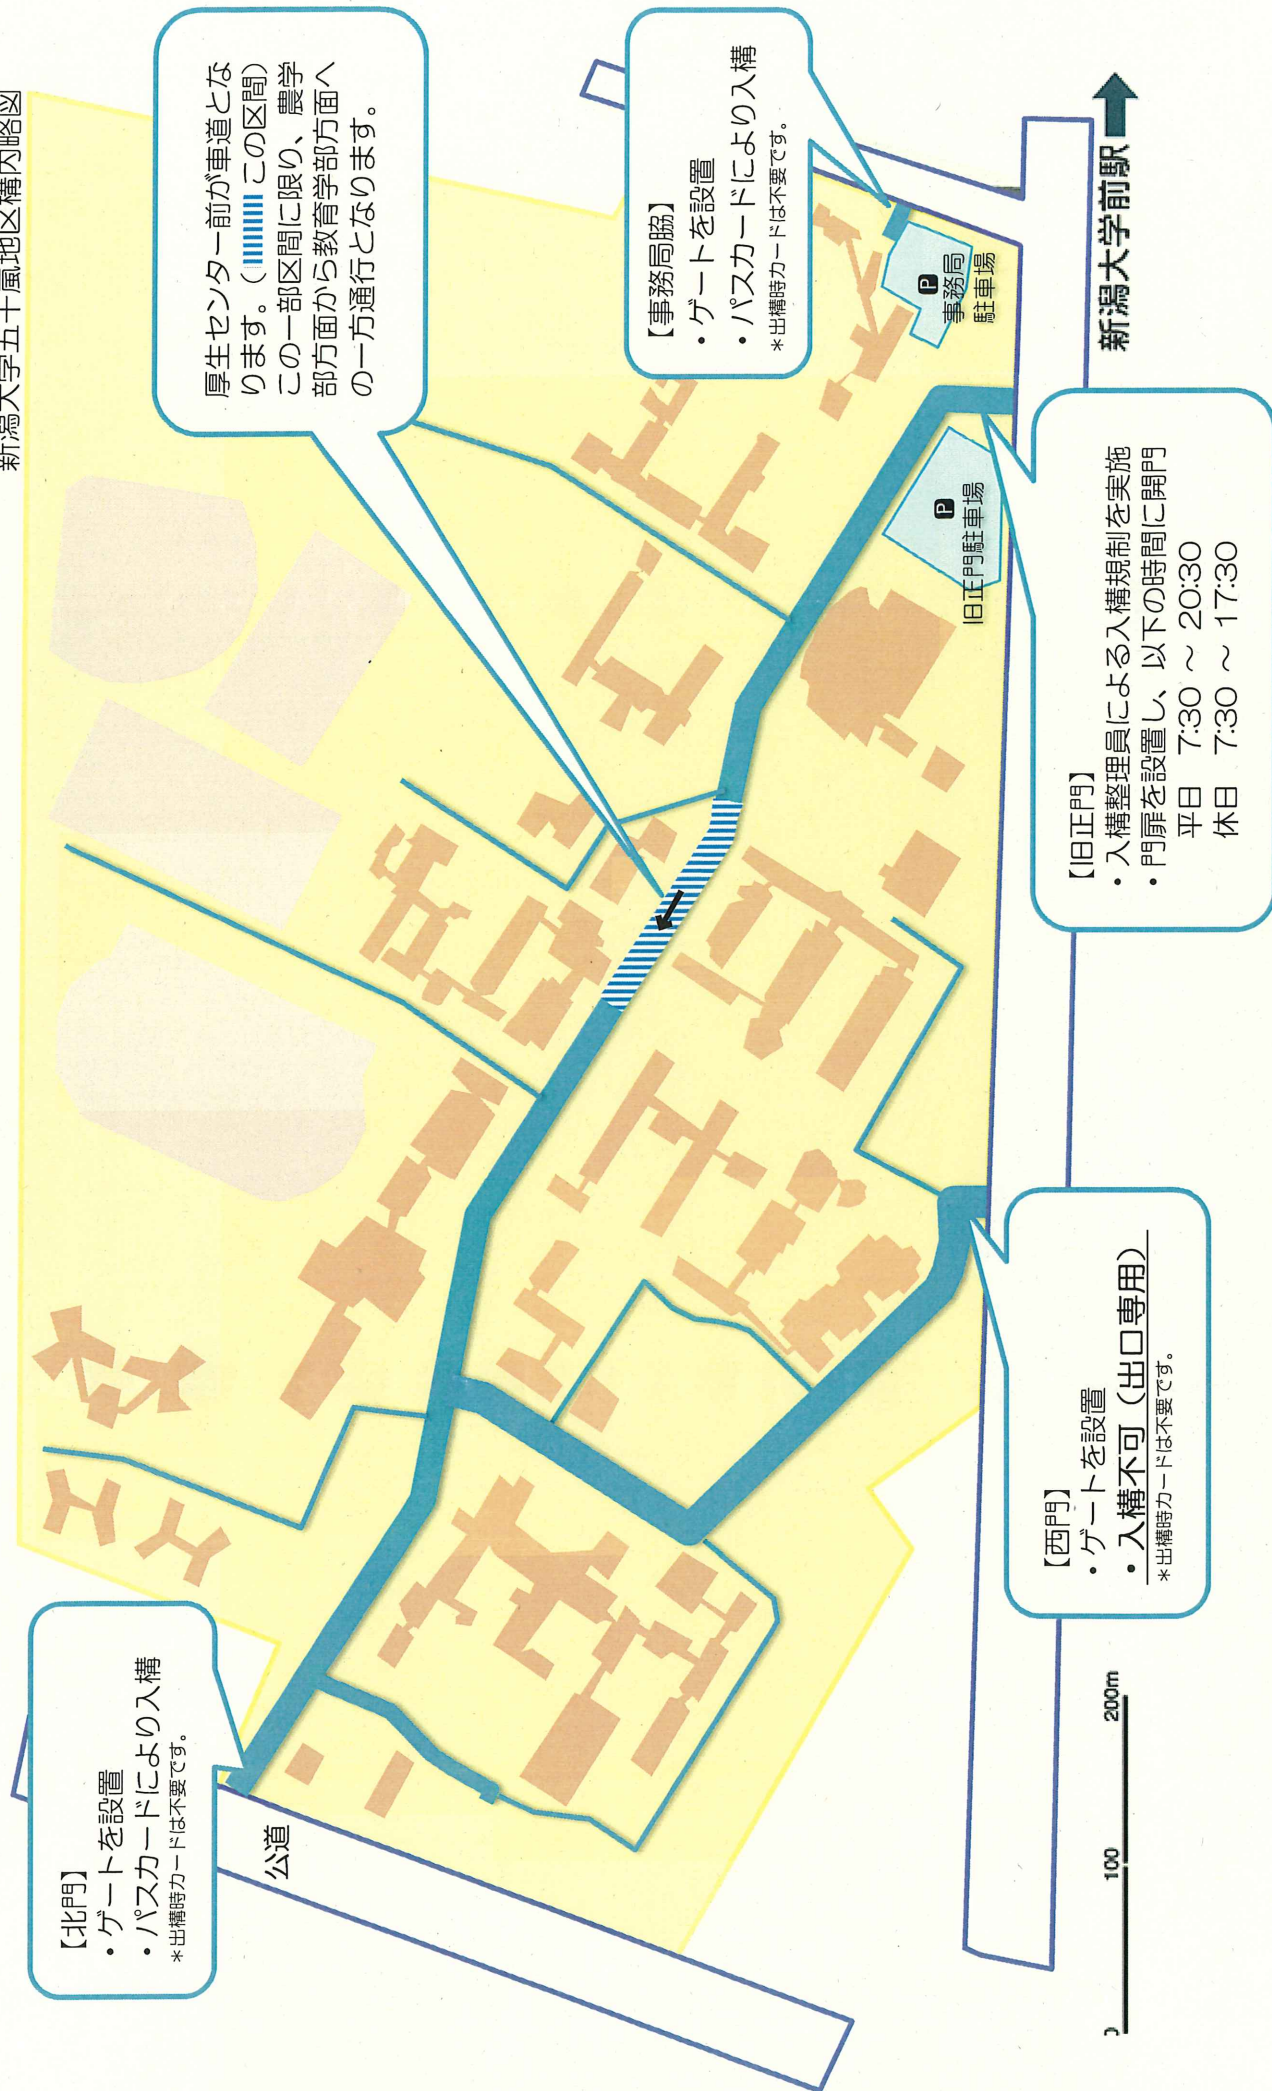 新潟大学五十嵐地区構内略図
【北門】
・ゲートを設置
・パスカードにより入構
*出構時カードは不要です。
公道
厚生センター前が車道とな
ります。( この区間)
この一部区間に限り、農学
部方面から教育学部方面へ
の一方通行となります。
【事務局脇】
・ゲートを設置
・パスカードにより入構
*出構時カードは不要です。
P
事務局
駐車場
P
旧正門駐車場
新潟大学前駅
【西門】
・ゲートを設置
・入構不可(出口専用)
*出構時カードは不要です。
【旧正門】
・入構整理員による入構規制を実施
・門扉を設置し、以下の時間に開門
平日 7:30 ~ 20:30
休日 7:30 ~ 17:30
0 100 200m